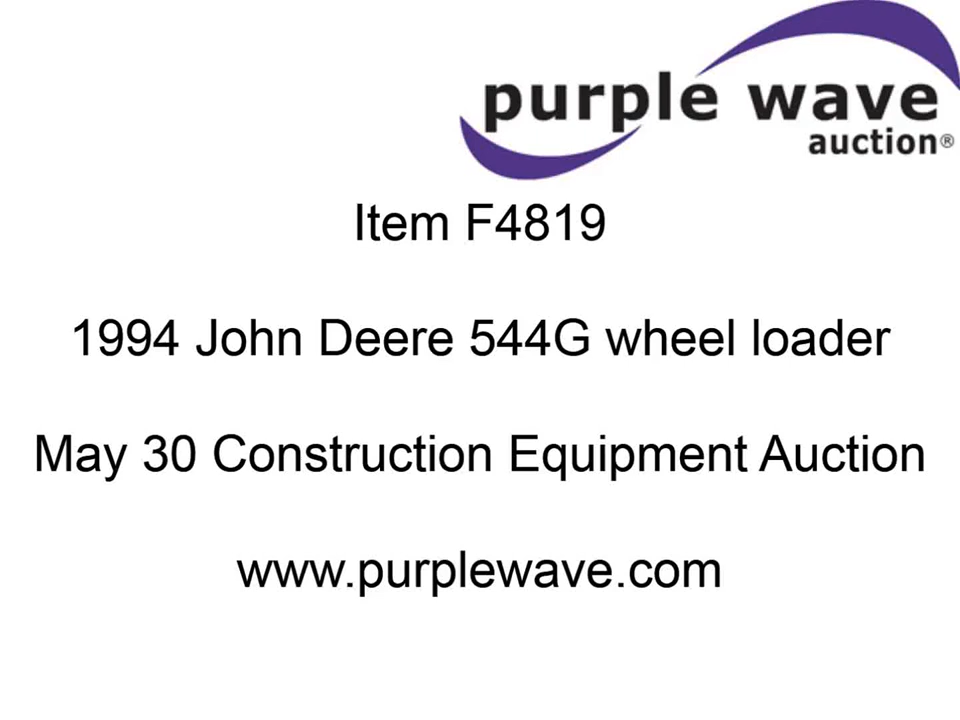 purple wave
auction®
Item F4819
1994 John Deere 544G wheel loader
May 30 Construction Equipment Auction
www.purplewave.com